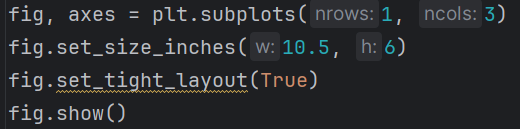 fig, axes = plt.subplots(nrows: 1, ncols: 3)
fig.set_size_inches(w: 10.5, h: 6)
fig.set_tight_layout(True)
fig.show()